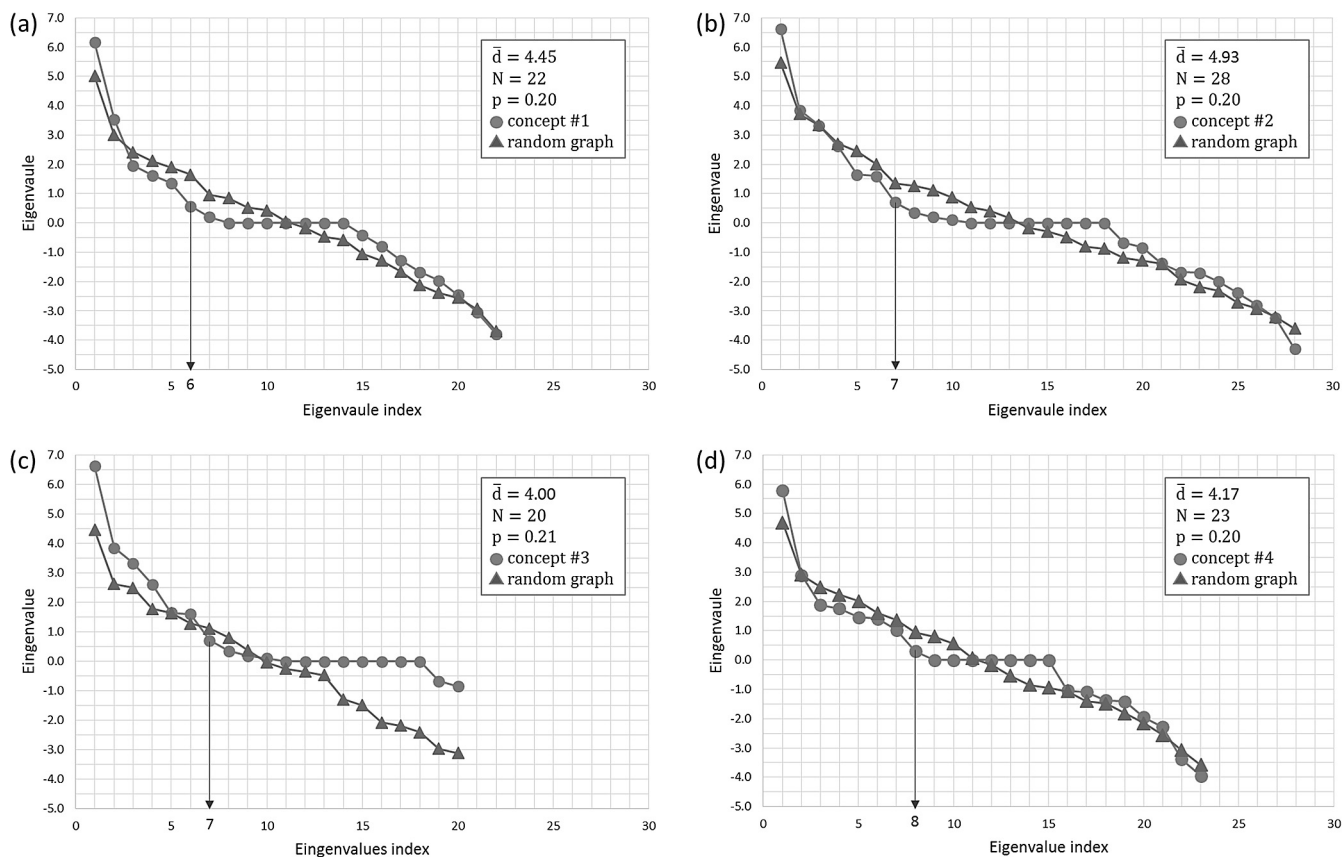 (a)
7.0
6.0
5.0
4.0
3.0
2.0
1.0
0.0
-1.0
-2.0
-3.0
-4.0
-5.0
Eigenvaule
d̄ = 4.45
N = 22
p = 0.20
concept #1
random graph
0 5 6 10 15 20 25 30
Eigenvaule index
(b)
7.0
6.0
5.0
4.0
3.0
2.0
1.0
0.0
-1.0
-2.0
-3.0
-4.0
-5.0
Eingenvaue
d̄ = 4.93
N = 28
p = 0.20
concept #2
random graph
0 5 7 10 15 20 25 30
Eigenvaule index
(c)
7.0
6.0
5.0
4.0
3.0
2.0
1.0
0.0
-1.0
-2.0
-3.0
-4.0
-5.0
Eingenvalue
d̄ = 4.00
N = 20
p = 0.21
concept #3
random graph
0 5 7 10 15 20 25 30
Eingenvalues index
(d)
7.0
6.0
5.0
4.0
3.0
2.0
1.0
0.0
-1.0
-2.0
-3.0
-4.0
-5.0
Eigenvaule
d̄ = 4.17
N = 23
p = 0.20
concept #4
random graph
0 5 8 10 15 20 25 30
Eigenvalue index